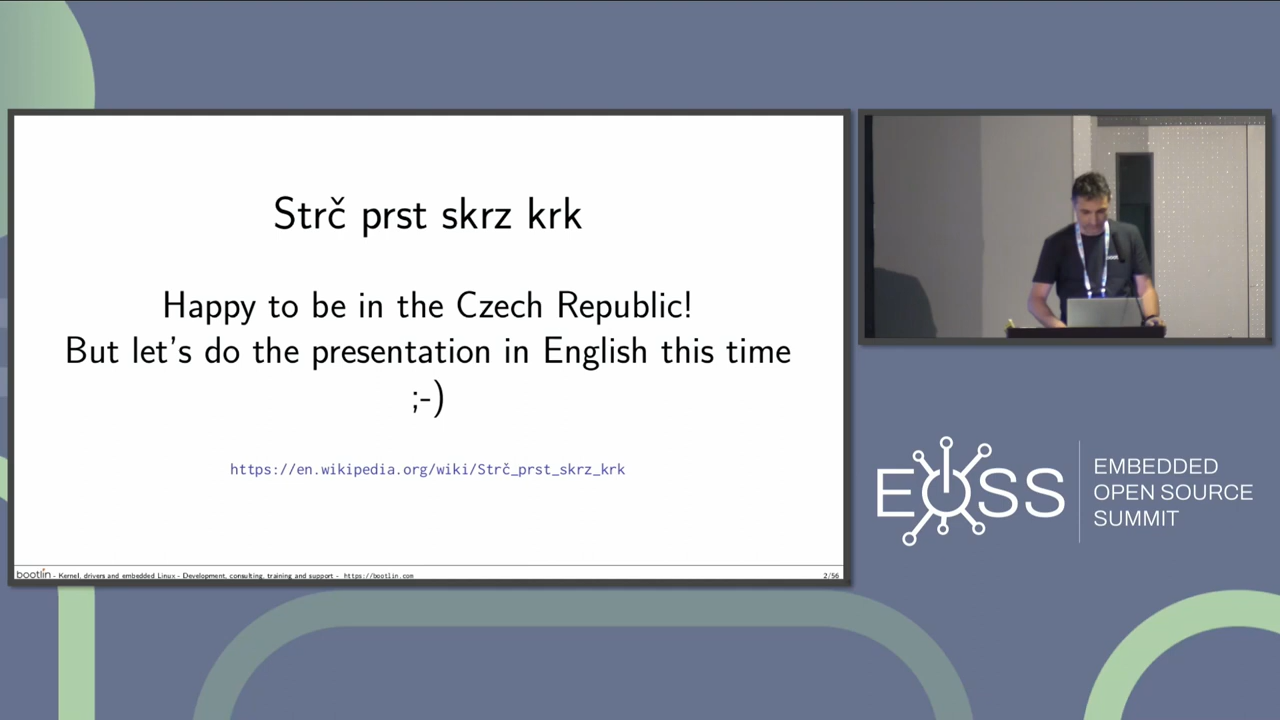 Strč prst skrz krk
Happy to be in the Czech Republic!
But let's do the presentation in English this time
;-)
https://en.wikipedia.org/wiki/Strč_prst_skrz_krk
bootlin - Kernel, drivers and embedded Linux - Development, consulting, training and support - https://bootlin.com
2/56
EOSS
EMBEDDED
OPEN SOURCE
SUMMIT